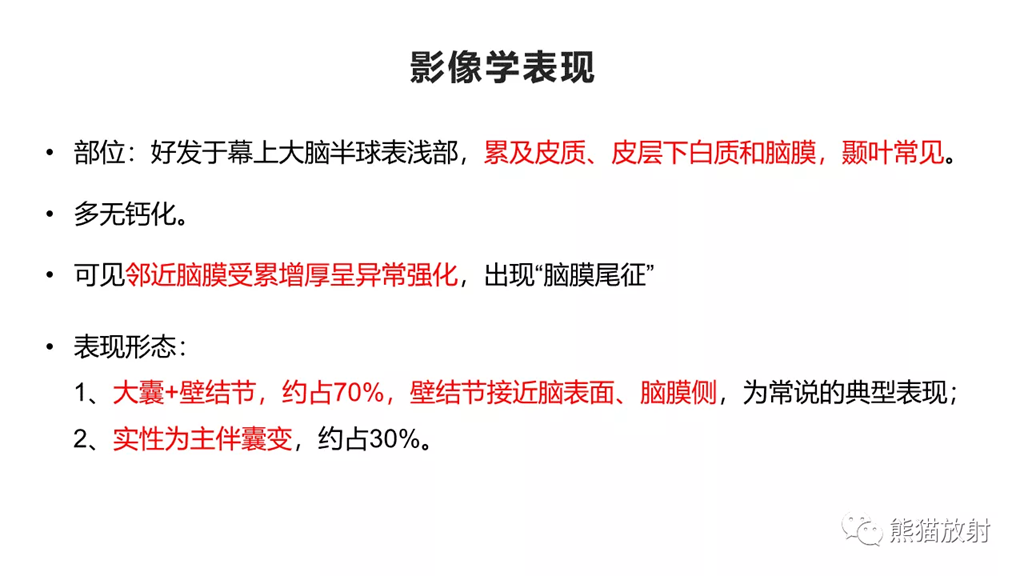 影像学表现
• 部位：好发于幕上大脑半球表浅部，累及皮质、皮层下白质和脑膜，颞叶常见。
• 多无钙化。
• 可见邻近脑膜受累增厚呈异常强化，出现“脑膜尾征”
• 表现形态：
1、大囊+壁结节，约占70%，壁结节接近脑表面、脑膜侧，为常说的典型表现；
2、实性为主伴囊变，约占30%。
熊猫放射